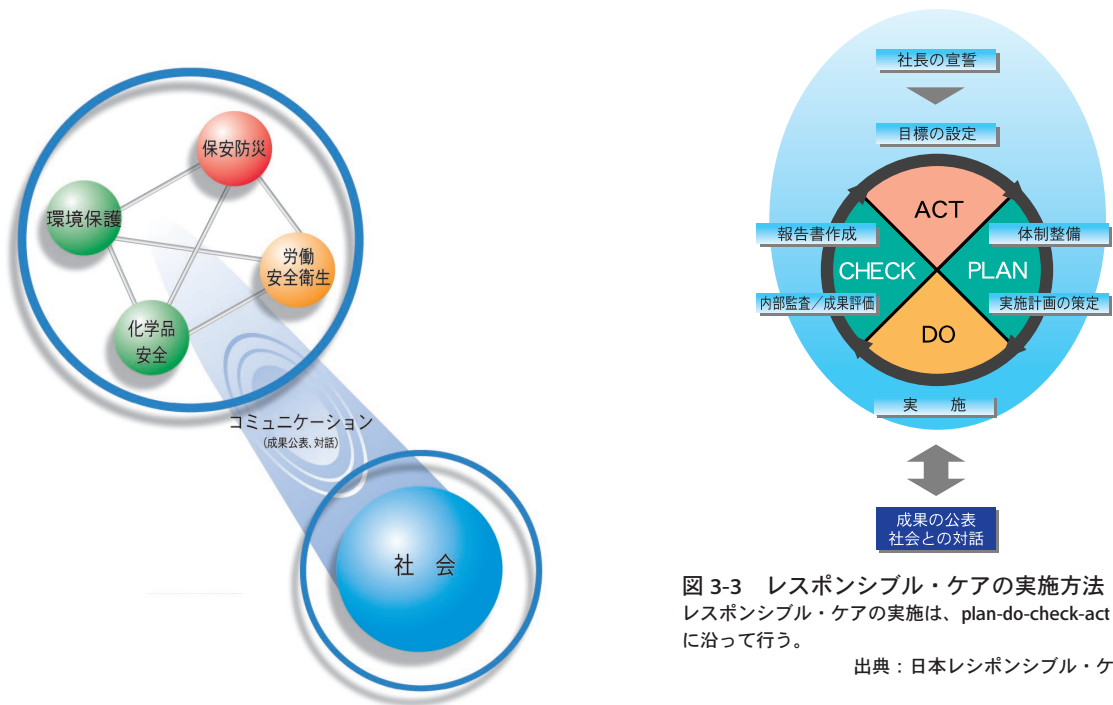 保安防災
環境保護
労働
安全衛生
化学品
安全
コミュニケーション
（成果公表、対話）
社 会
社長の宣誓
目標の設定
ACT
報告書作成
体制整備
CHECK
PLAN
内部監査／成果評価
実施計画の策定
DO
実 施
成果の公表
社会との対話
図 3-3 レスポンシブル・ケアの実施方法
レスポンシブル・ケアの実施は、plan-do-check-act
に沿って行う。
出典：日本レシポンシブル・ケ